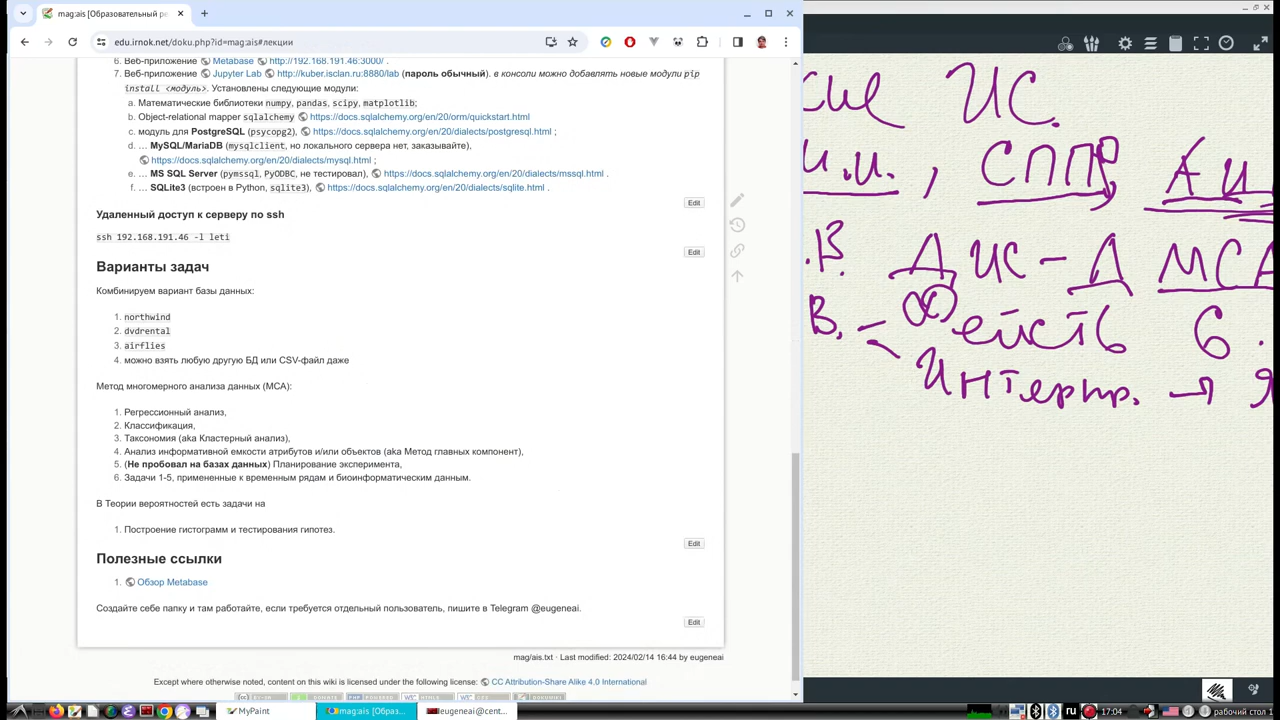 mag:ais [Образовательный ре
edu.irnok.net/doku.php?id=mag:ais#лекции
6. Веб-приложение Metabase http://192.168.191.46:3000/ .
7. Веб-приложение Jupyter Lab http://kuber.isclan.ru:8880/lab (пароль обычный). в консоли можно добавлять новые модули pip
install <модуль>. Установлены следующие модули:
a. Математические библиотеки numpy, pandas, scipy, matplotlib;
b. Object-relational mapper sqlalchemy https://docs.sqlalchemy.org/en/20/orm/quickstart.html
c. модуль для PostgreSQL (psycopg2), https://docs.sqlalchemy.org/en/20/dialects/postgresql.html ;
d. ... MySQL/MariaDB (mysqlclient, но локального сервера нет, заказывайте),
https://docs.sqlalchemy.org/en/20/dialects/mysql.html ;
e. ... MS SQL Server (pymssql, PyODBC, не тестировал), https://docs.sqlalchemy.org/en/20/dialects/mssql.html .
f. ... SQLite3 (встроен в Python, sqlite3), https://docs.sqlalchemy.org/en/20/dialects/sqlite.html .
Edit
Удаленный доступ к серверу по ssh
ssh 192.168.191.46 -l leti
Edit
Варианты задач
Комбинируем вариант базы данных:
1. northwind
2. dvdrental
3. airflies
4. можно взять любую другую БД или CSV-файл даже
Метод многомерного анализа данных (МСА):
1. Регрессионый анализ,
2. Классификация,
3. Таксономия (aka Кластерный анализ),
4. Анализ информативной емкости атрибутов и/или объектов (aka Метод главных компонент),
5. (Не пробовал на базах данных) Планирование эксперимента,
6. Задачи 1-5, примененные к временным рядам и биоинформатическим данным.
В Теории вероятностей есть задачи на
1. Построение гистограмм и тестирования гипотез.
Edit
Полезные ссылки
1. Обзор Metabase
Создайте себе папку и там работайте, если требуется отдельный пользователь, пишите в Telegram @eugeneai.
Edit
mag/ais.txt · Last modified: 2024/02/14 16:44 by eugeneai
Except where otherwise noted, content on this wiki is licensed under the following license: CC Attribution-Share Alike 4.0 International
ские ИС.
и.и., СППР, АИ
.В. ДИС - Д МСА
В. - Действ 6.
Интерпр. →
MyPaint
mag:ais [Образова...
eugeneai@cent...
ru
17:04
рабочий стол 1